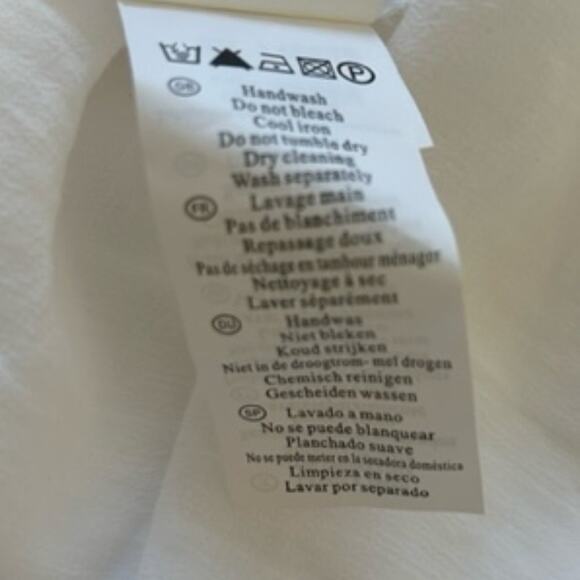 P
GB
Handwash
Do not bleach
Cool iron
Do not tumble dry
Dry cleaning
Wash separately
FR
Lavage main
Pas de blanchiment
Repassage doux
Pas de séchage en tambour ménagor
Nettoyage à sec
Laver séparément
DU
Handwas
Niet bleken
Koud strijken
Niet in de droogtrom- mel drogen
Chemisch reinigen
Gescheiden wassen
SP
Lavado a mano
No se puede blanquear
Planchado suave
No se puede meter en la secadora doméstica
Limpieza en seco
Lavar por separado